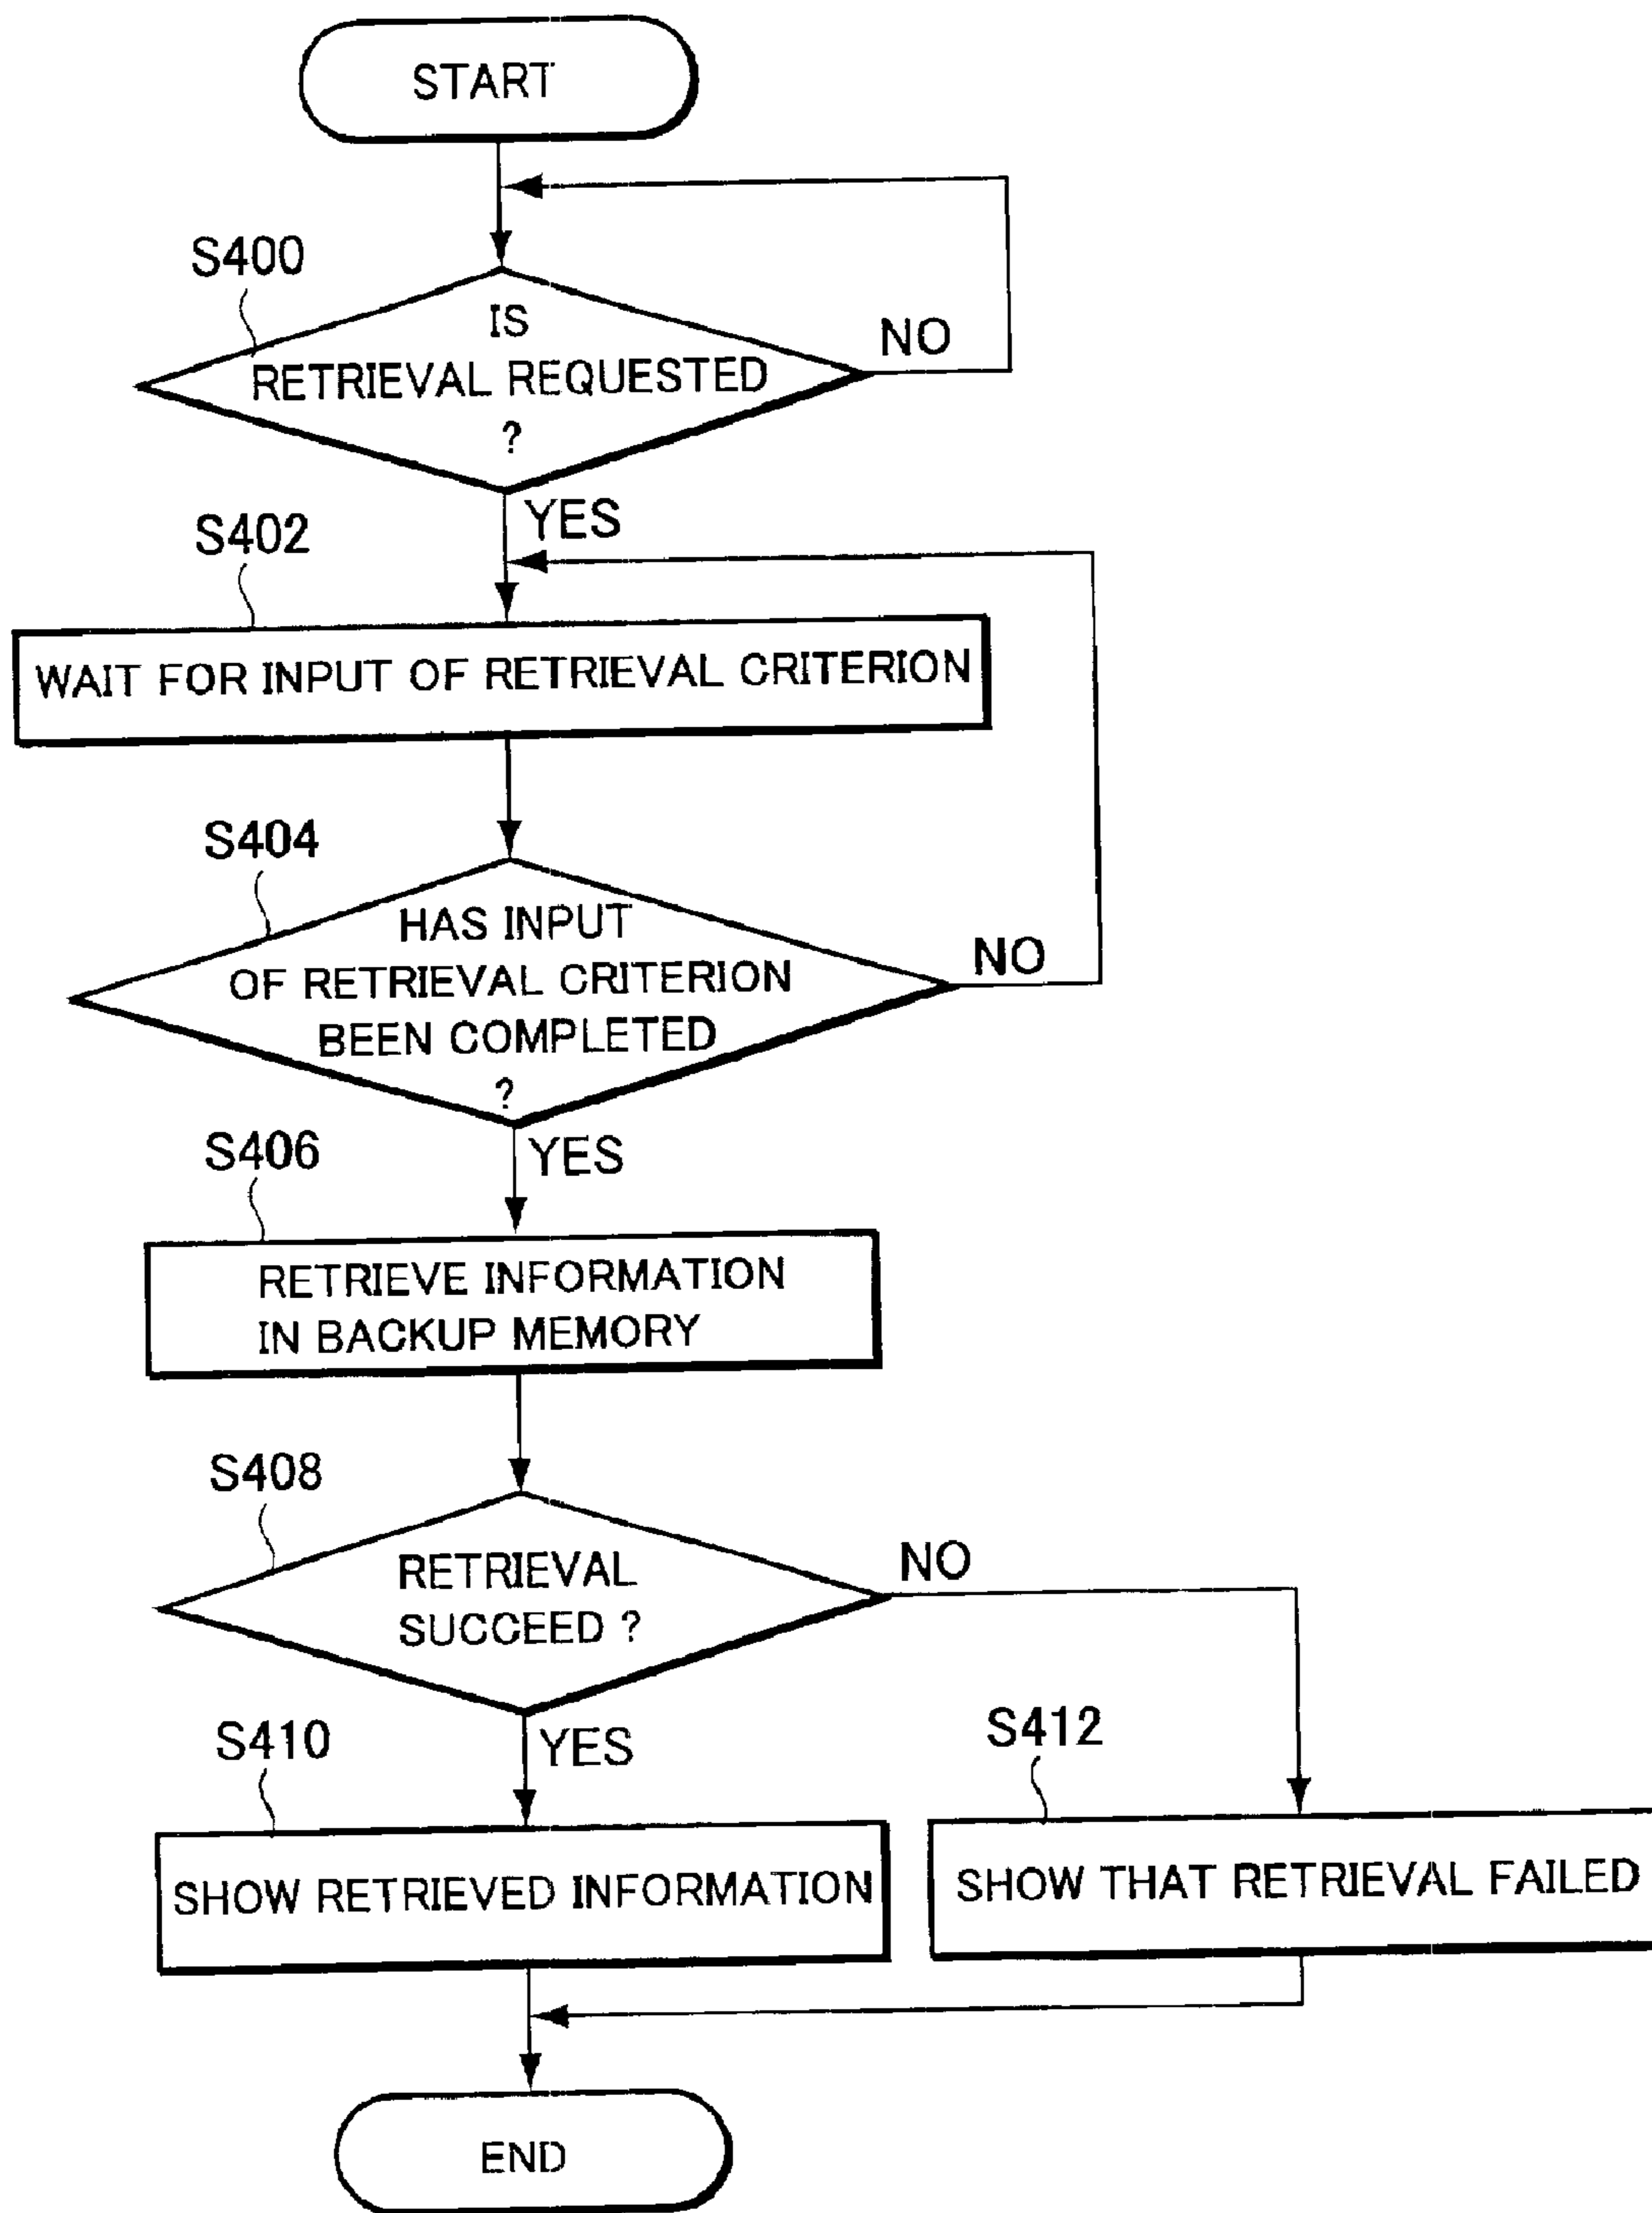 START
S400
IS
RETRIEVAL REQUESTED
?
NO
YES
S402
WAIT FOR INPUT OF RETRIEVAL CRITERION
S404
HAS INPUT
OF RETRIEVAL CRITERION
BEEN COMPLETED
?
NO
YES
S406
RETRIEVE INFORMATION
IN BACKUP MEMORY
S408
RETRIEVAL
SUCCEED ?
NO
YES
S410
SHOW RETRIEVED INFORMATION
S412
SHOW THAT RETRIEVAL FAILED
END